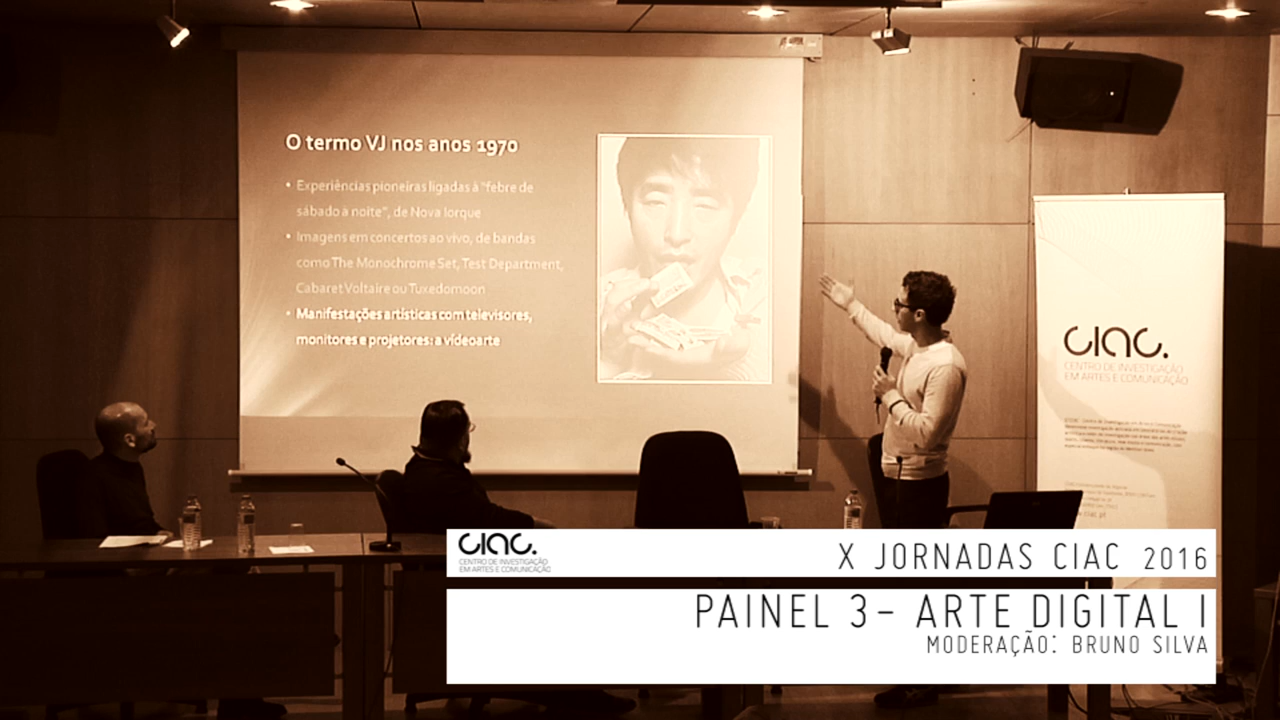 O termo VJ nos anos 1970
• Experiências pioneiras ligadas à "febre de
sábado à noite", de Nova Iorque
• Imagens em concertos ao vivo, de bandas
como The Monochrome Set, Test Department,
Cabaret Voltaire ou Tuxedomoon
• Manifestações artísticas com televisores,
monitores e projetores: a vídeoarte
CIAC.
CENTRO DE INVESTIGAÇÃO
EM ARTES E COMUNICAÇÃO
CIAC.
CENTRO DE INVESTIGAÇÃO
EM ARTES E COMUNICAÇÃO
X JORNADAS CIAC 2016
PAINEL 3- ARTE DIGITAL I
MODERAÇÃO: BRUNO SILVA